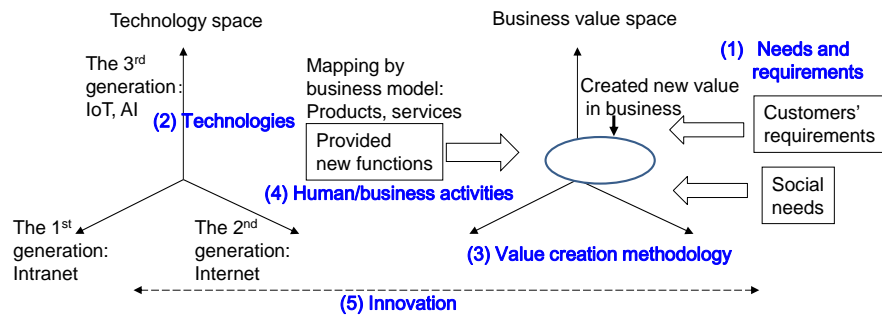 Technology space
Business value space
The 3rd
generation:
IoT, AI
(2) Technologies
Mapping by
business model:
Products, services
Provided
new functions
(4) Human/business activities
Created new value
in business
(1) Needs and
requirements
Customers'
requirements
Social
needs
The 1st
generation:
Intranet
The 2nd
generation:
Internet
(3) Value creation methodology
(5) Innovation